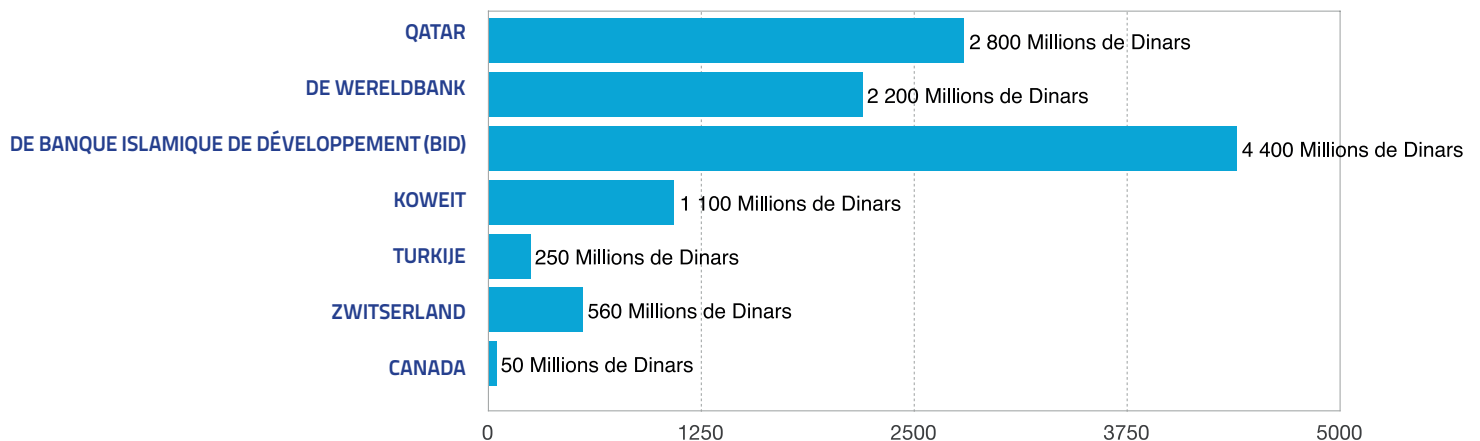 QATAR
2 800 Millions de Dinars
DE WERELDBANK
2 200 Millions de Dinars
DE BANQUE ISLAMIQUE DE DÉVELOPPEMENT (BID)
4 400 Millions de Dinars
KOWEIT
1 100 Millions de Dinars
TURKIJE
250 Millions de Dinars
ZWITSERLAND
560 Millions de Dinars
CANADA
50 Millions de Dinars
0 1250 2500 3750 5000